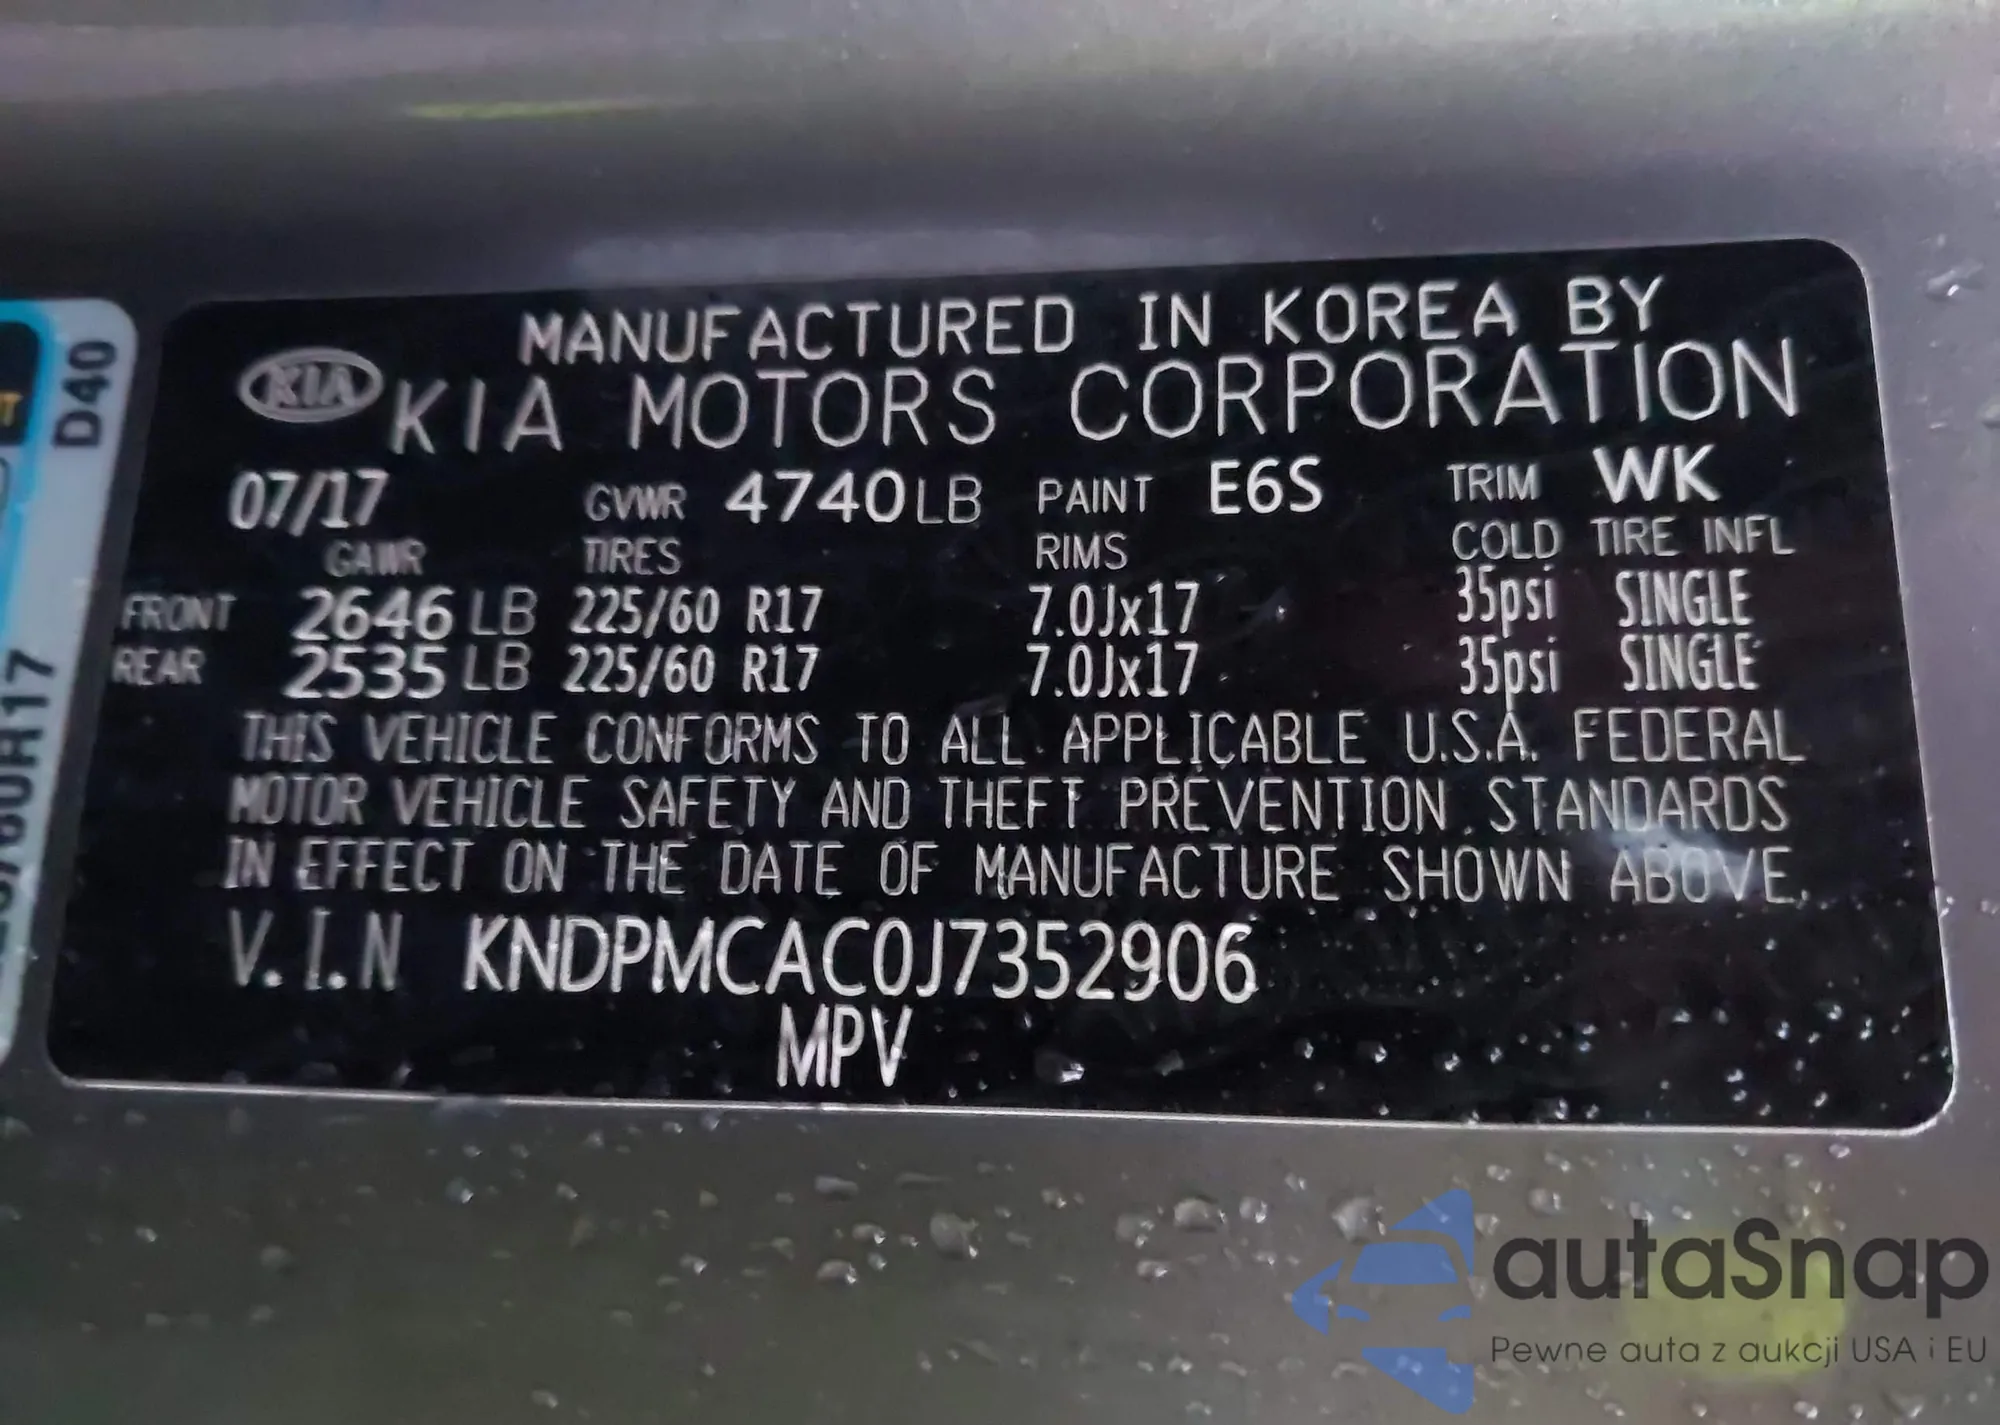 MANUFACTURED IN KOREA BY
KIA KIA MOTORS CORPORATION
07/17 GVWR 4740LB PAINT E6S TRIM WK
GAWR TIRES RIMS COLD TIRE INFL
FRONT 2646 LB 225/60 R17 7.0Jx17 35psi SINGLE
REAR 2535 LB 225/60 R17 7.0Jx17 35psi SINGLE
THIS VEHICLE CONFORMS TO ALL APPLICABLE U.S.A. FEDERAL
MOTOR VEHICLE SAFETY AND THEFT PREVENTION STANDARDS
IN EFFECT ON THE DATE OF MANUFACTURE SHOWN ABOVE.
V.I.N KNDPMCAC0J7352906
MPV
D40
autaSnap
Pewne auta z aukcji USA i EU